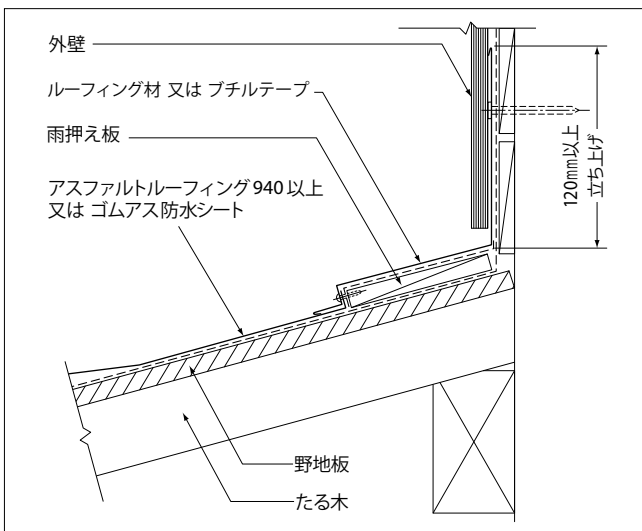 外壁
ルーフィング材 又は ブチルテープ
雨押え板
アスファルトルーフィング940以上
又は ゴムアス防水シート
120mm以上
立ち上げ
野地板
たる木